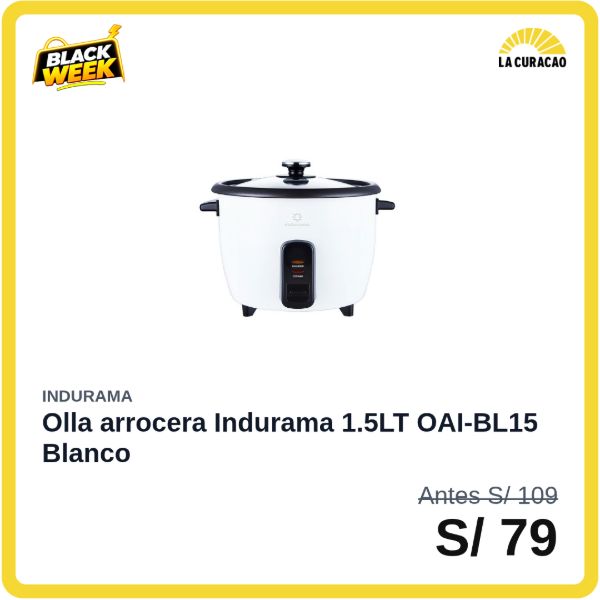 BLACK
WEEK
LA CURACAO
INDURAMA
Olla arrocera Indurama 1.5LT OAI-BL15
Blanco
Antes S/ 109
S/ 79